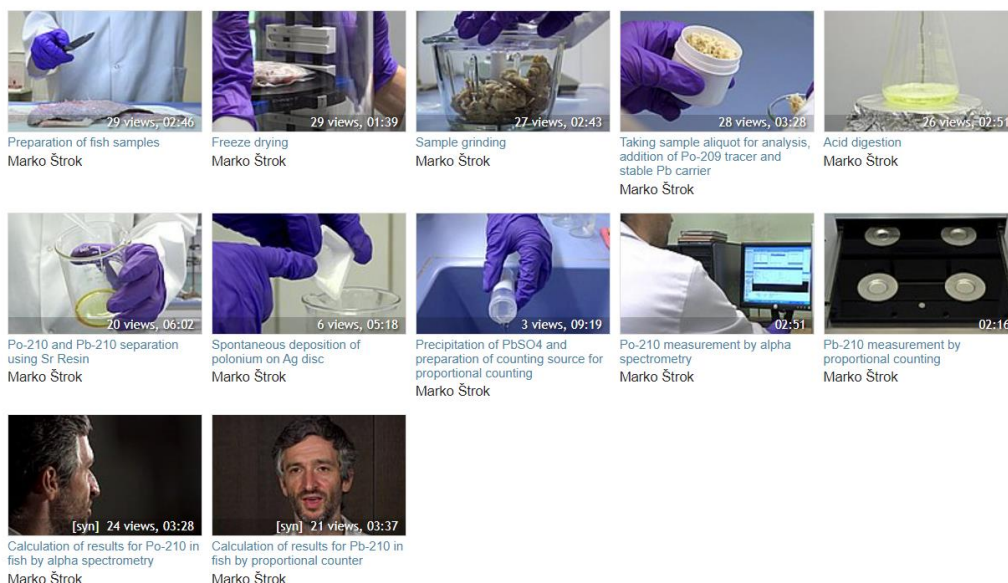 29 views, 02:46
Preparation of fish samples
Marko Štrok
29 views, 01:39
Freeze drying
Marko Štrok
27 views, 02:43
Sample grinding
Marko Štrok
28 views, 03:28
Taking sample aliquot for analysis,
addition of Po-209 tracer and
stable Pb carrier
Marko Štrok
26 views, 02:51
Acid digestion
Marko Štrok
20 views, 06:02
Po-210 and Pb-210 separation
using Sr Resin
Marko Štrok
6 views, 05:18
Spontaneous deposition of
polonium on Ag disc
Marko Štrok
3 views, 09:19
Precipitation of PbSO4 and
preparation of counting source for
proportional counting
Marko Štrok
02:51
Po-210 measurement by alpha
spectrometry
Marko Štrok
02:16
Pb-210 measurement by
proportional counting
Marko Štrok
[syn] 24 views, 03:28
Calculation of results for Po-210 in
fish by alpha spectrometry
Marko Štrok
[syn] 21 views, 03:37
Calculation of results for Pb-210 in
fish by proportional counter
Marko Štrok